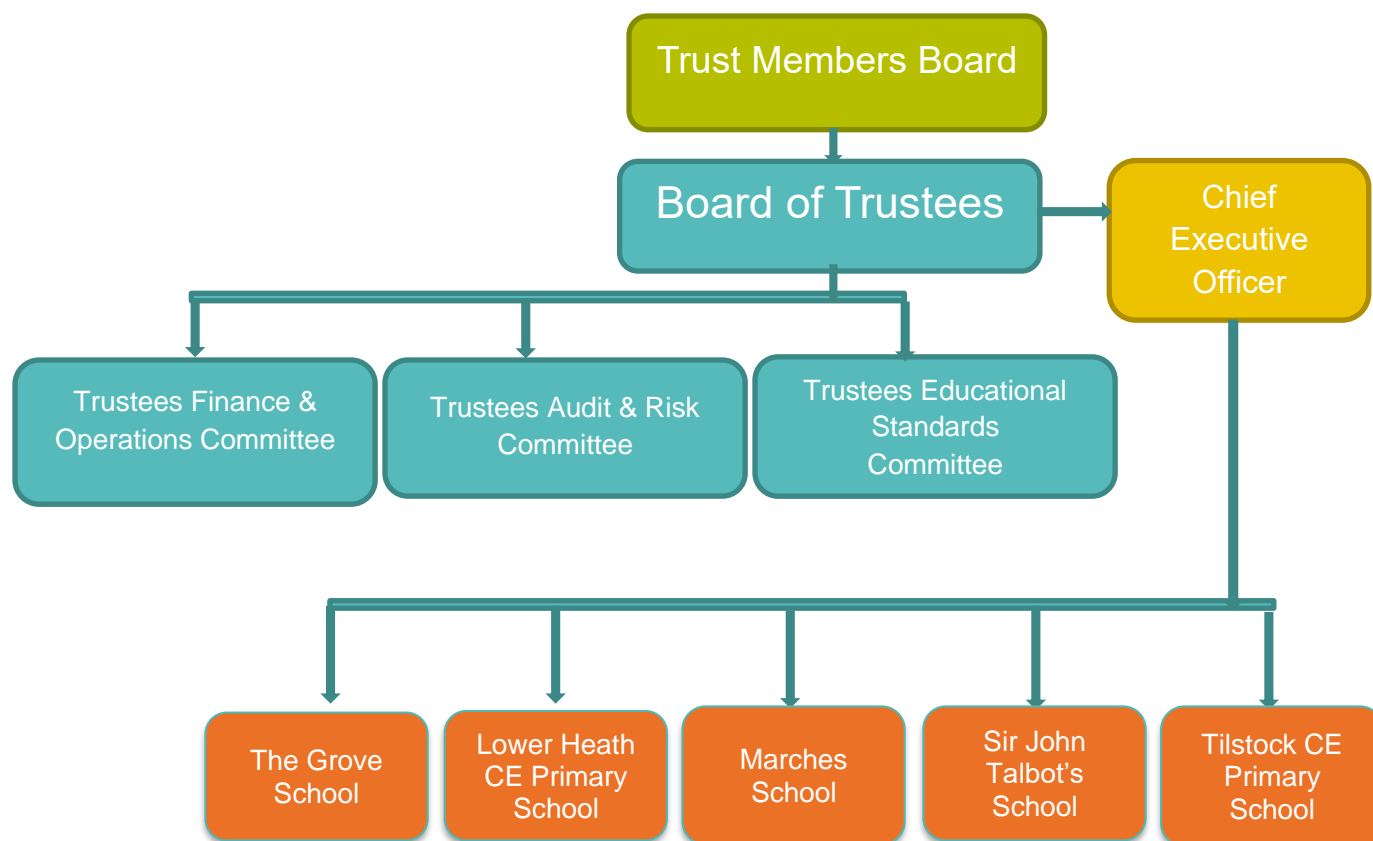 Trust Members Board
Board of Trustees
Chief
Executive
Officer
Trustees Finance &
Operations Committee
Trustees Audit & Risk
Committee
Trustees Educational
Standards
Committee
The Grove
School
Lower Heath
CE Primary
School
Marches
School
Sir John
Talbot’s
School
Tilstock CE
Primary
School